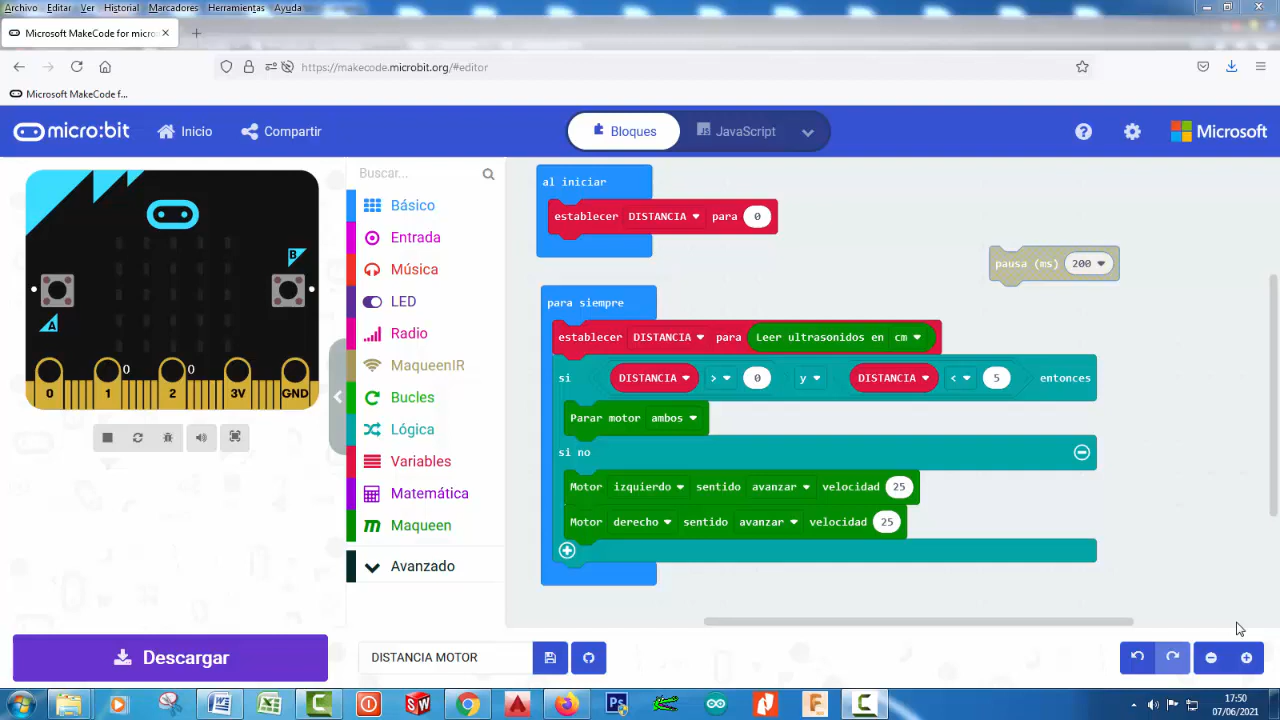 Archivo Editar Ver Historial Marcadores Herramientas Ayuda
Microsoft MakeCode for micro:
https://makecode.microbit.org/#editor
Microsoft MakeCode f...
micro:bit Inicio Compartir Bloques JavaScript Microsoft
Buscar...
Básico
Entrada
Música
LED
Radio
MaqueenIR
Bucles
Lógica
Variables
Matemática
Maqueen
Avanzado
B
A
0 0
0 1 2 3V GND
al iniciar
establecer DISTANCIA para 0
pausa (ms) 200
para siempre
establecer DISTANCIA para Leer ultrasonidos en cm
si DISTANCIA > 0 y DISTANCIA < 5 entonces
Parar motor ambos
si no
Motor izquierdo sentido avanzar velocidad 25
Motor derecho sentido avanzar velocidad 25
Descargar
DISTANCIA MOTOR
17:50
07/06/2021